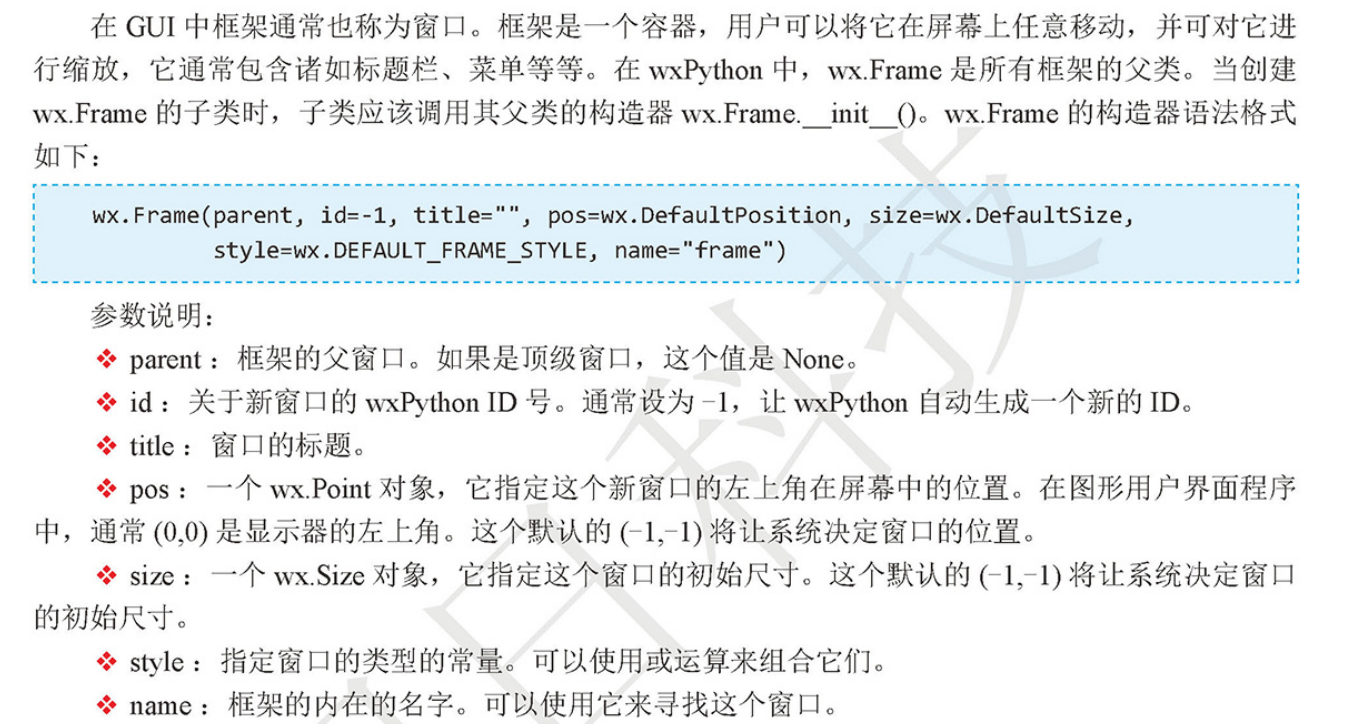 在 GUI 中框架通常也称为窗口。框架是一个容器，用户可以将它在屏幕上任意移动，并可对它进
行缩放，它通常包含诸如标题栏、菜单等等。在 wxPython 中，wx.Frame 是所有框架的父类。当创建
wx.Frame 的子类时，子类应该调用其父类的构造器 wx.Frame.__init__()。wx.Frame 的构造器语法格式
如下：
wx.Frame(parent, id=-1, title="", pos=wx.DefaultPosition, size=wx.DefaultSize,
style=wx.DEFAULT_FRAME_STYLE, name="frame")
参数说明：
❖ parent：框架的父窗口。如果是顶级窗口，这个值是 None。
❖ id：关于新窗口的 wxPython ID 号。通常设为 −1，让 wxPython 自动生成一个新的 ID。
❖ title：窗口的标题。
❖ pos：一个 wx.Point 对象，它指定这个新窗口的左上角在屏幕中的位置。在图形用户界面程序
中，通常 (0,0) 是显示器的左上角。这个默认的 (−1,−1) 将让系统决定窗口的位置。
❖ size：一个 wx.Size 对象，它指定这个窗口的初始尺寸。这个默认的 (−1,−1) 将让系统决定窗口
的初始尺寸。
❖ style：指定窗口的类型的常量。可以使用或运算来组合它们。
❖ name：框架的内在的名字。可以使用它来寻找这个窗口。
日科技